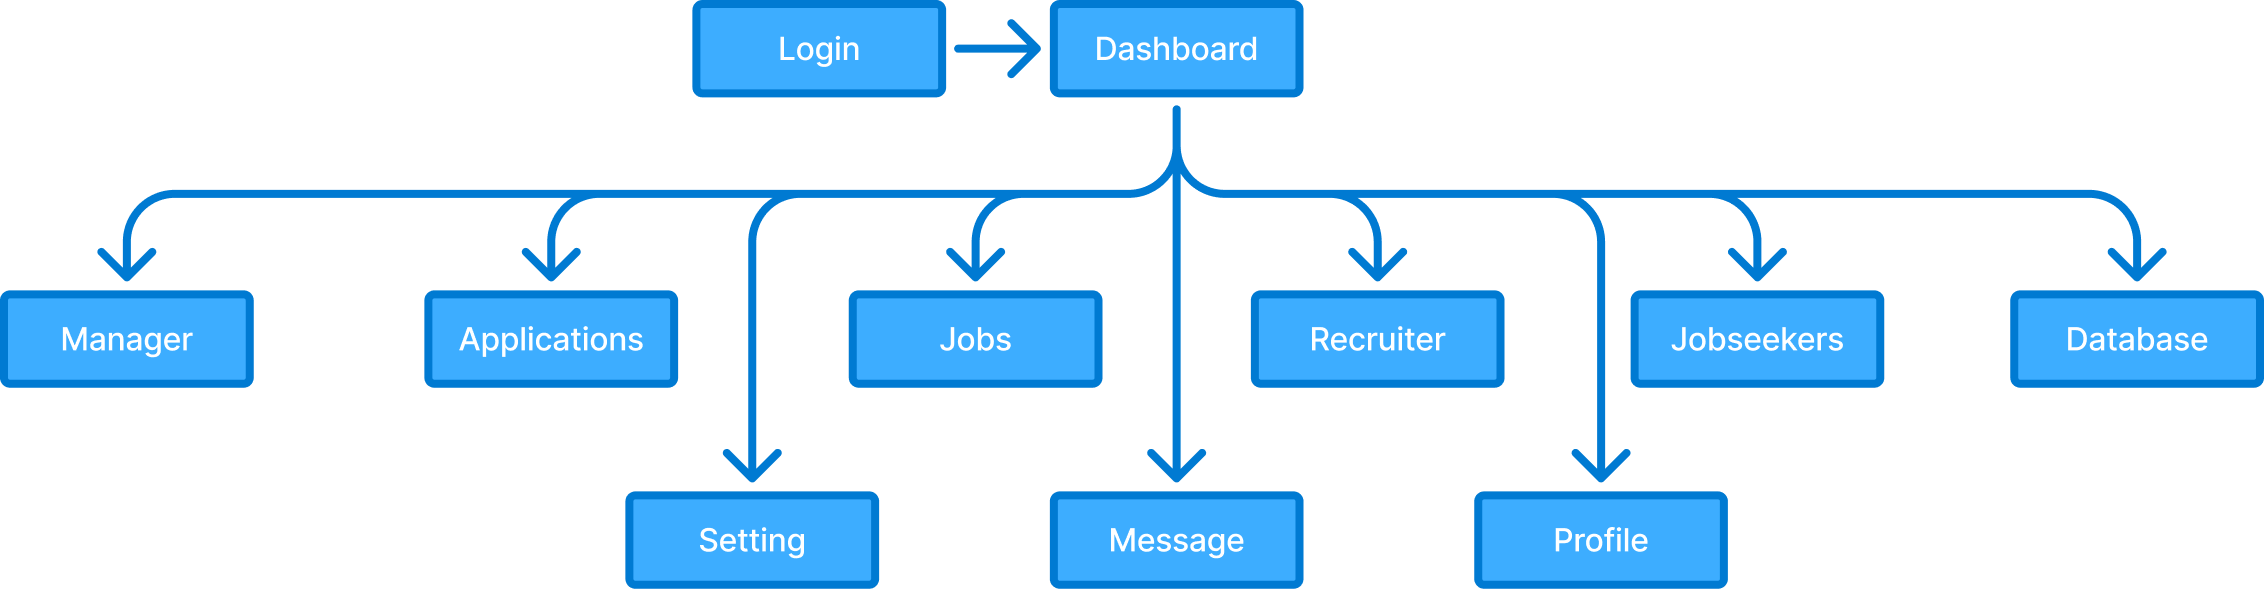 Login
Dashboard
Manager
Applications
Jobs
Recruiter
Jobseekers
Database
Setting
Message
Profile